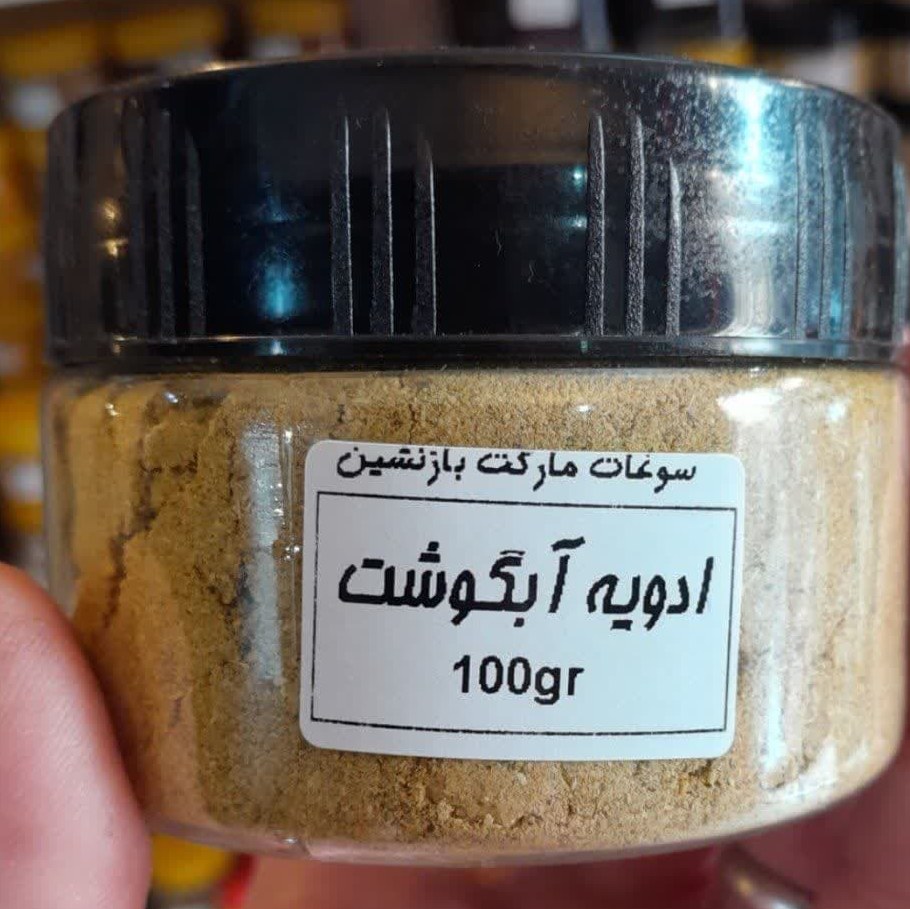 سوغات مارکت بازنشین
ادویه آبگوشت
100gr